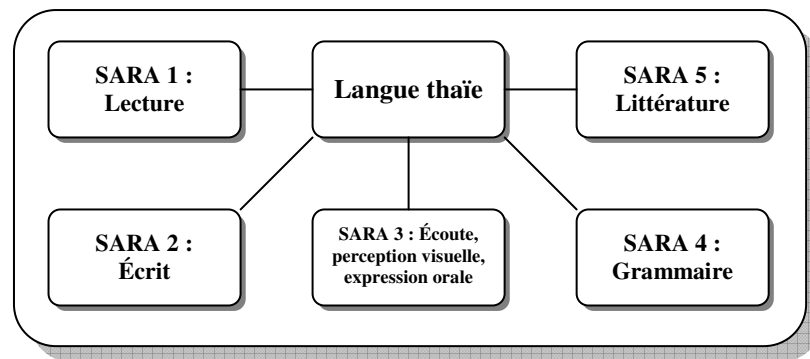 SARA 1 :
Lecture
Langue thaïe
SARA 5 :
Littérature
SARA 2 :
Écrit
SARA 3 : Écoute,
perception visuelle,
expression orale
SARA 4 :
Grammaire